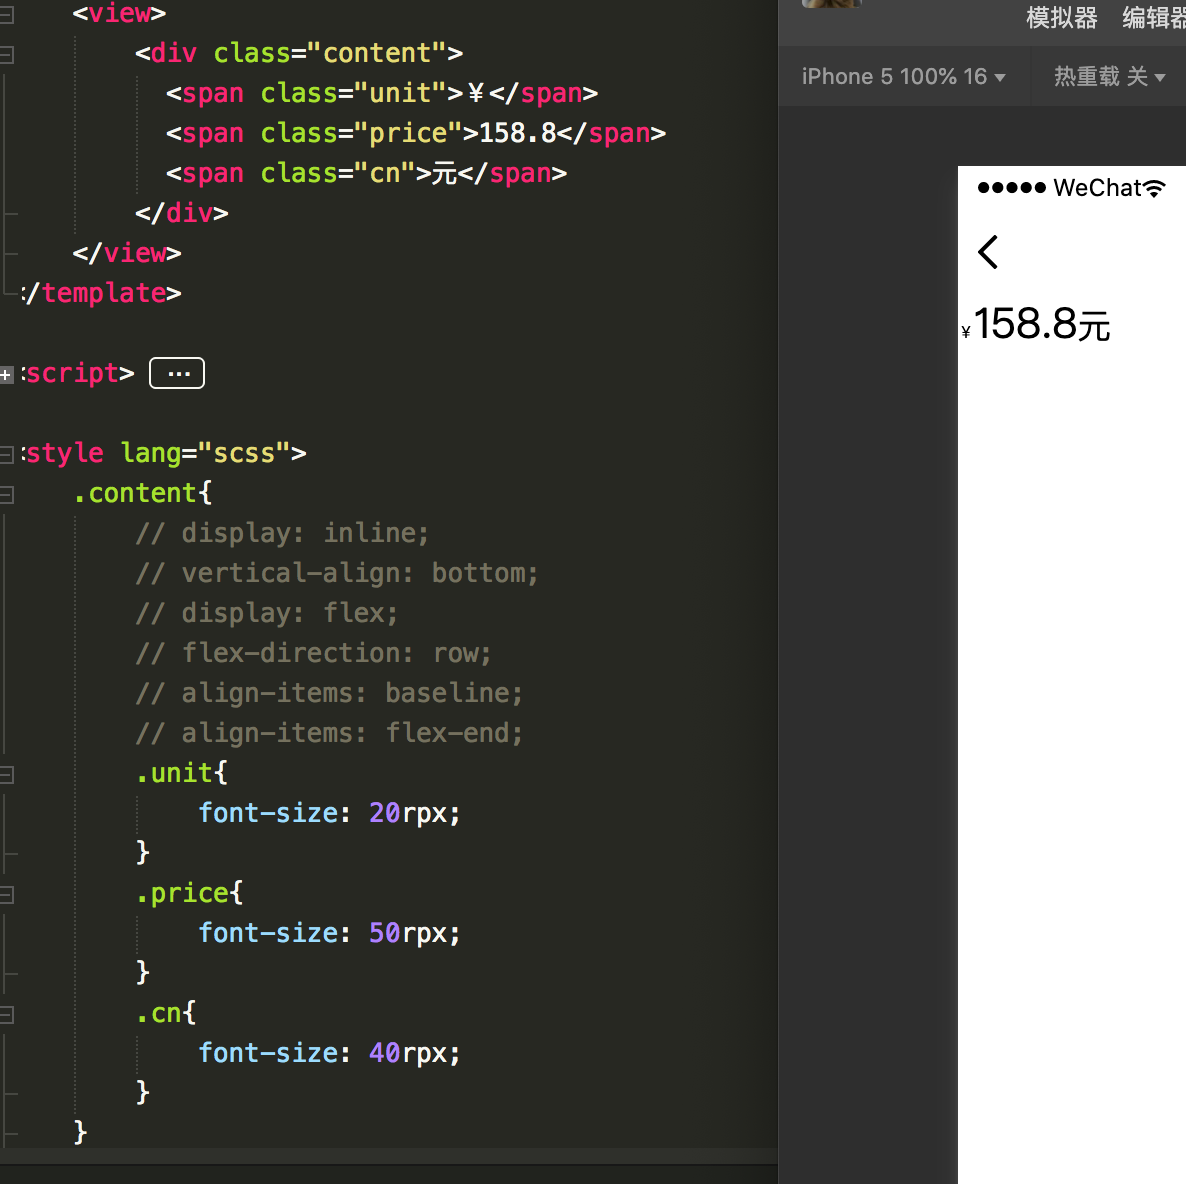 <view>
<div class="content">
<span class="unit">¥</span>
<span class="price">158.8</span>
<span class="cn">元</span>
</div>
</view>
/template>
script> ...
style lang="scss">
.content{
// display: inline;
// vertical-align: bottom;
// display: flex;
// flex-direction: row;
// align-items: baseline;
// align-items: flex-end;
.unit{
font-size: 20rpx;
}
.price{
font-size: 50rpx;
}
.cn{
font-size: 40rpx;
}
}
模拟器 编辑器
iPhone 5 100% 16 热重载 关
WeChat
¥158.8元